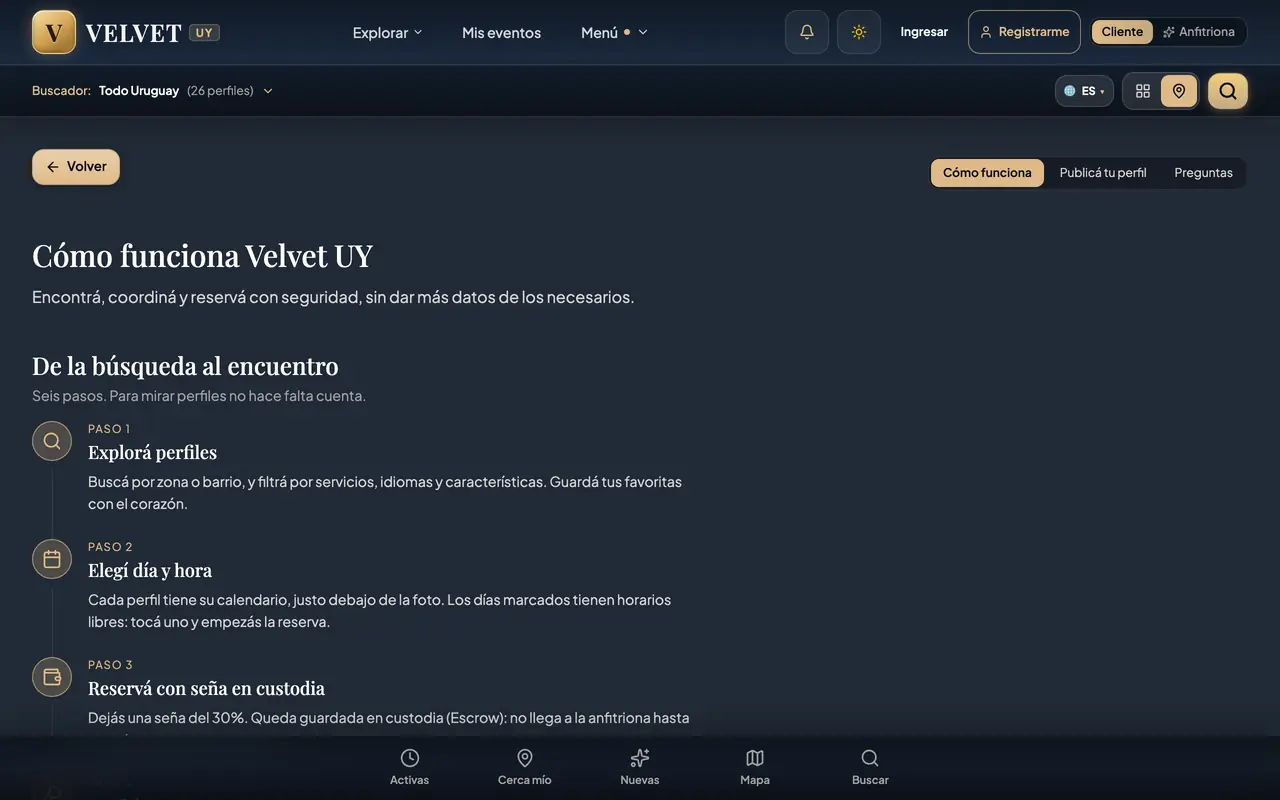 V VELVET UY
Explorar
Mis eventos
Menú
Ingresar
Registrarme
Cliente
Anfitriona
Buscador: Todo Uruguay (26 perfiles)
ES
Volver
Cómo funciona
Publicá tu perfil
Preguntas
Cómo funciona Velvet UY
Encontrá, coordiná y reservá con seguridad, sin dar más datos de los necesarios.
De la búsqueda al encuentro
Seis pasos. Para mirar perfiles no hace falta cuenta.
PASO 1
Explorá perfiles
Buscá por zona o barrio, y filtrá por servicios, idiomas y características. Guardá tus favoritas
con el corazón.
PASO 2
Elegí día y hora
Cada perfil tiene su calendario, justo debajo de la foto. Los días marcados tienen horarios
libres: tocá uno y empezás la reserva.
PASO 3
Reservá con seña en custodia
Dejás una seña del 30%. Queda guardada en custodia (Escrow): no llega a la anfitriona hasta
Activas
Cerca mío
Nuevas
Mapa
Buscar